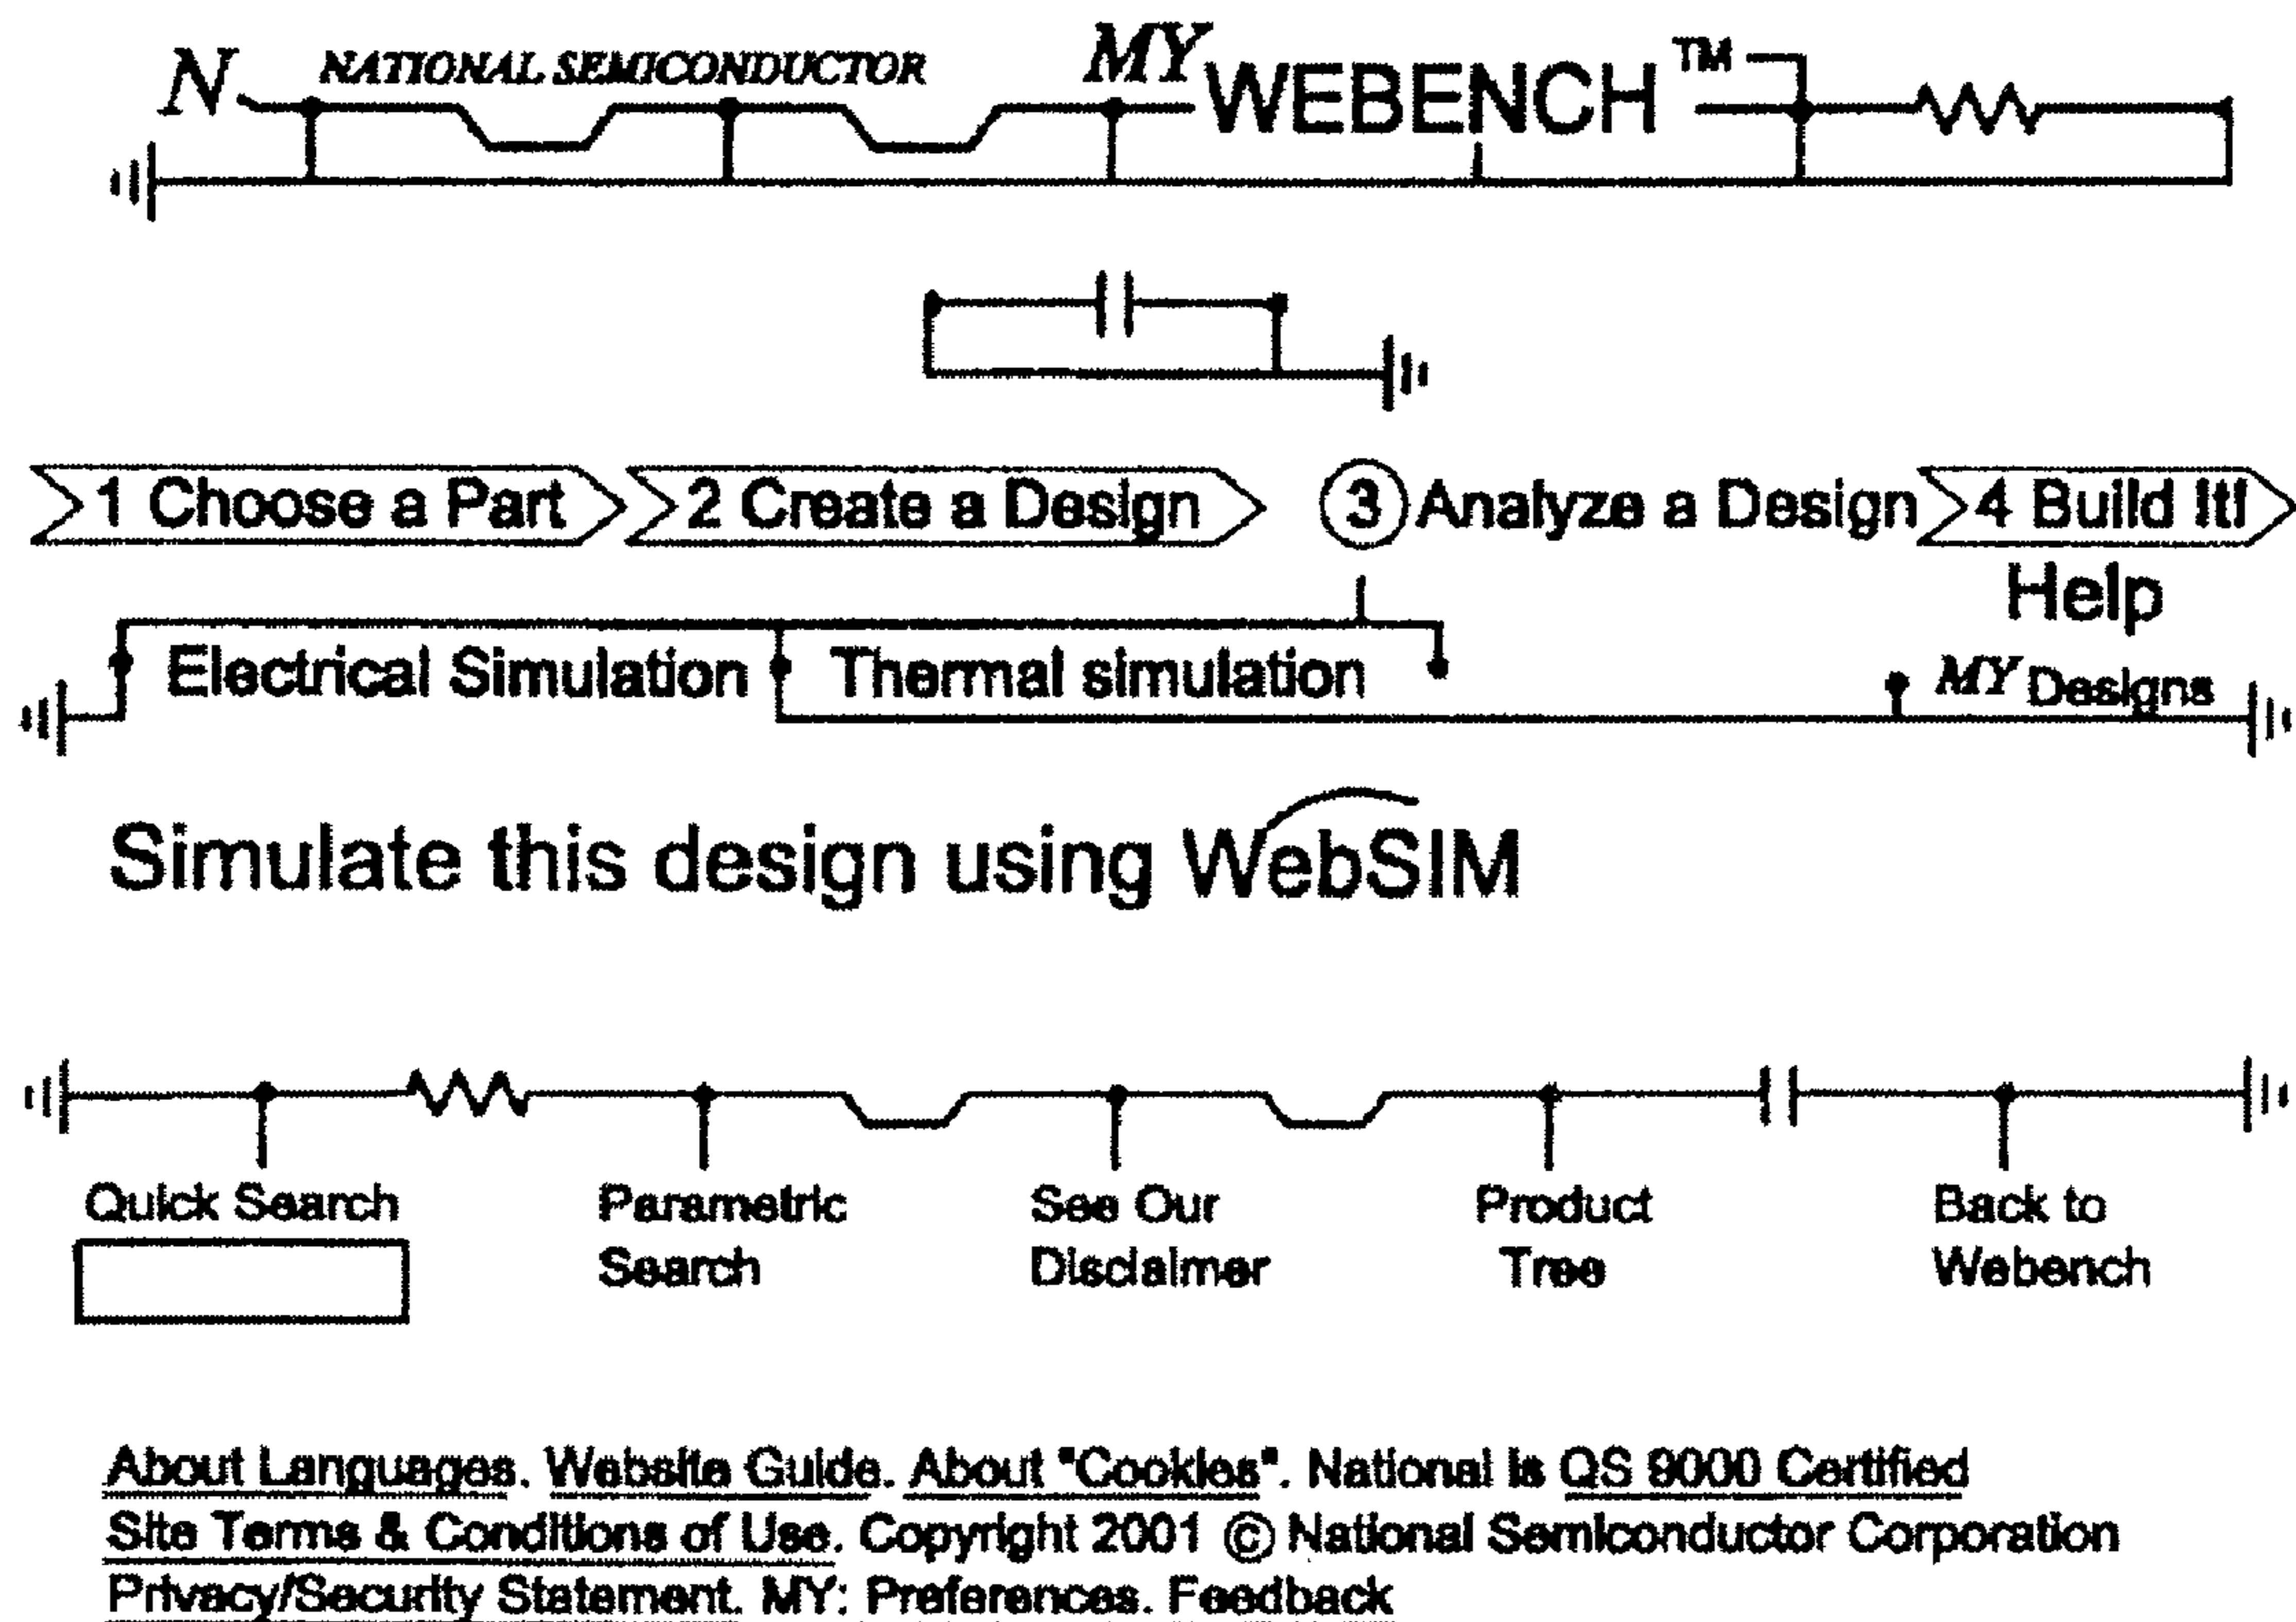 N NATIONAL SEMICONDUCTOR MY WEBENCH™
1 Choose a Part 2 Create a Design 3 Analyze a Design 4 Build It!
Help
Electrical Simulation Thermal simulation
MY Designs
Simulate this design using WebSIM
Quick Search Parametric Search See Our Disclaimer Product Tree Back to Webench
About Languages. Website Guide. About "Cookies". National is QS 9000 Certified
Site Terms & Conditions of Use. Copyright 2001 © National Semiconductor Corporation
Privacy/Security Statement. MY: Preferences. Feedback